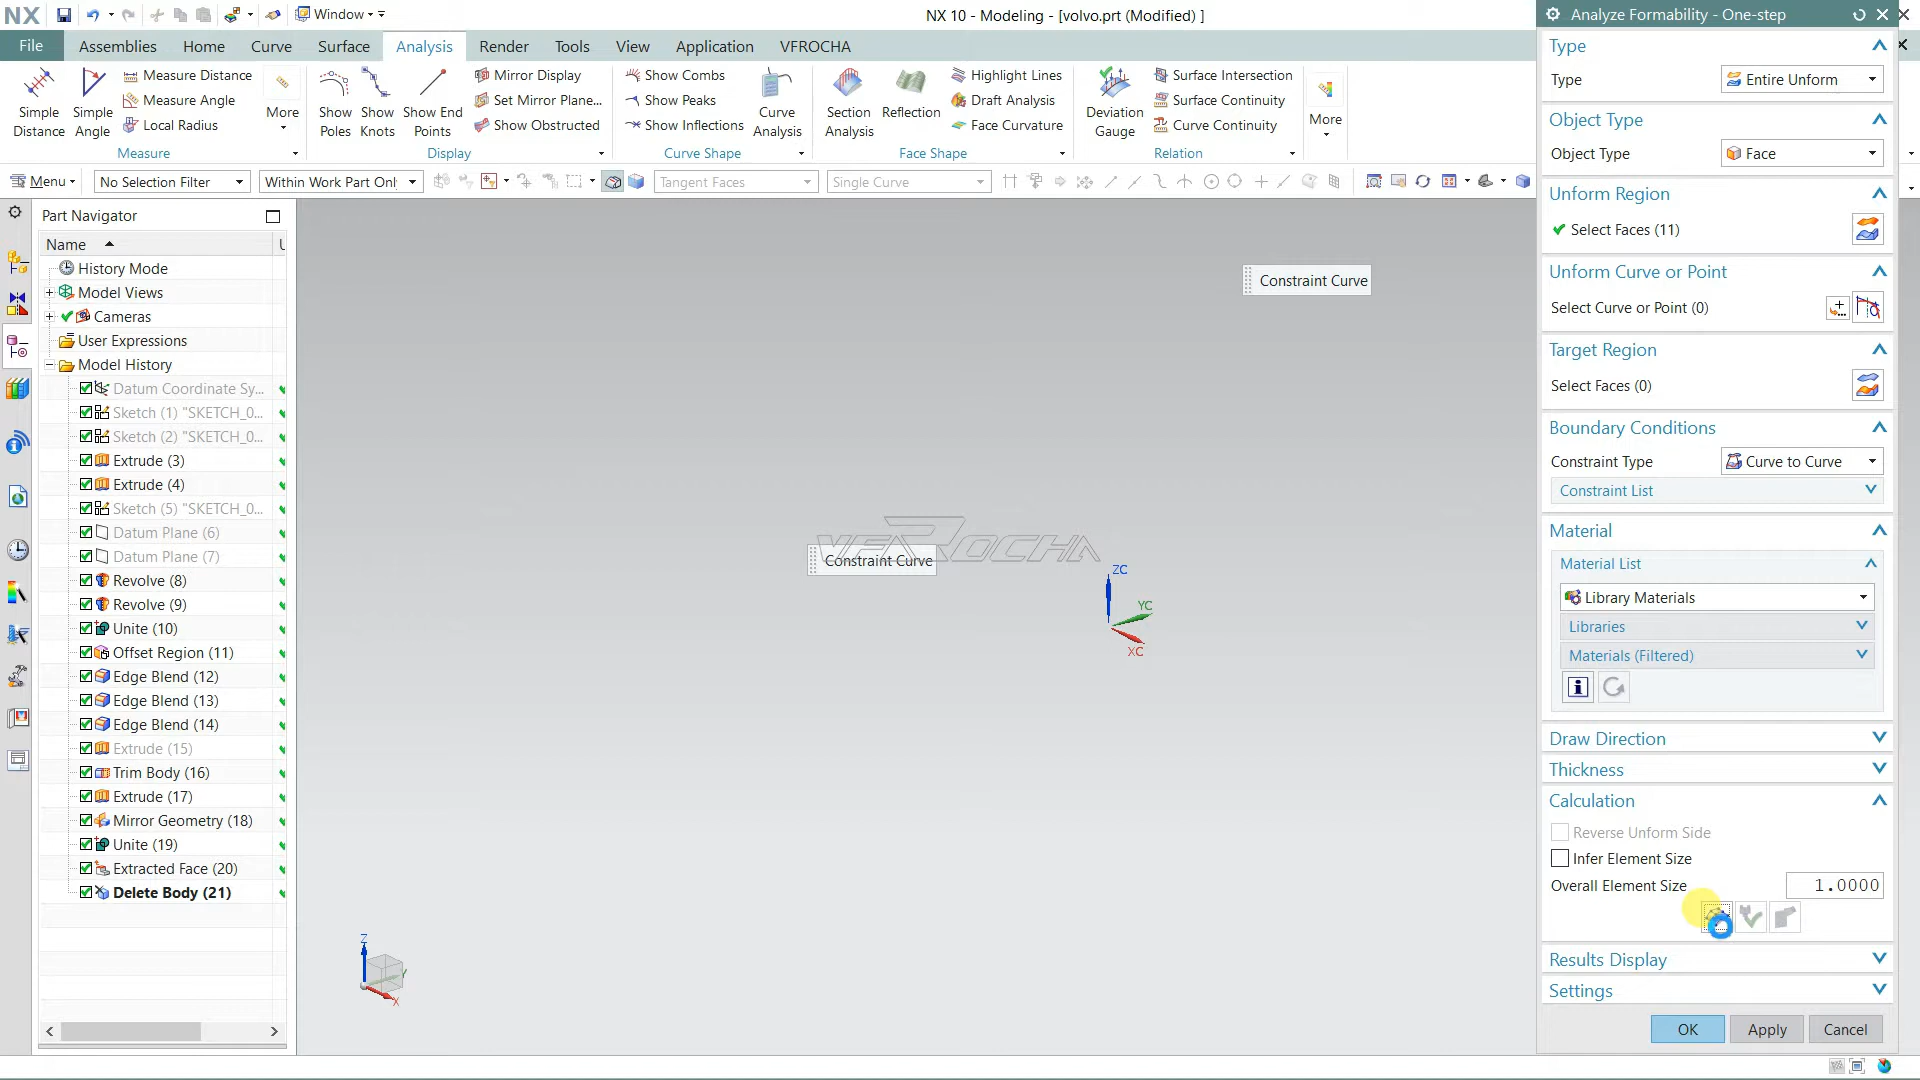 NX
Window
NX 10 - Modeling - [volvo.prt (Modified) ]
Analyze Formability - One-step
File
Assemblies
Home
Curve
Surface
Analysis
Render
Tools
View
Application
VFROCHA
Simple Distance
Simple Angle
Measure Distance
Measure Angle
Local Radius
More
Measure
Show Poles
Show Knots
Show End Points
Mirror Display
Set Mirror Plane...
Show Obstructed
Display
Show Combs
Show Peaks
Show Inflections
Curve Analysis
Curve Shape
Section Analysis
Reflection
Highlight Lines
Draft Analysis
Face Curvature
Face Shape
Deviation Gauge
Surface Intersection
Surface Continuity
Curve Continuity
Relation
More
Menu
No Selection Filter
Within Work Part Onl
Tangent Faces
Single Curve
Part Navigator
Name
History Mode
Model Views
Cameras
User Expressions
Model History
Datum Coordinate Sy...
Sketch (1) "SKETCH_0...
Sketch (2) "SKETCH_0...
Extrude (3)
Extrude (4)
Sketch (5) "SKETCH_0...
Datum Plane (6)
Datum Plane (7)
Revolve (8)
Revolve (9)
Unite (10)
Offset Region (11)
Edge Blend (12)
Edge Blend (13)
Edge Blend (14)
Extrude (15)
Trim Body (16)
Extrude (17)
Mirror Geometry (18)
Unite (19)
Extracted Face (20)
Delete Body (21)
Constraint Curve
VFROCHA
Constraint Curve
ZC
YC
XC
Z
Y
X
Type
Type
Entire Unform
Object Type
Object Type
Face
Unform Region
Select Faces (11)
Unform Curve or Point
Select Curve or Point (0)
Target Region
Select Faces (0)
Boundary Conditions
Constraint Type
Curve to Curve
Constraint List
Material
Material List
Library Materials
Libraries
Materials (Filtered)
Draw Direction
Thickness
Calculation
Reverse Unform Side
Infer Element Size
Overall Element Size
1.0000
Results Display
Settings
OK
Apply
Cancel